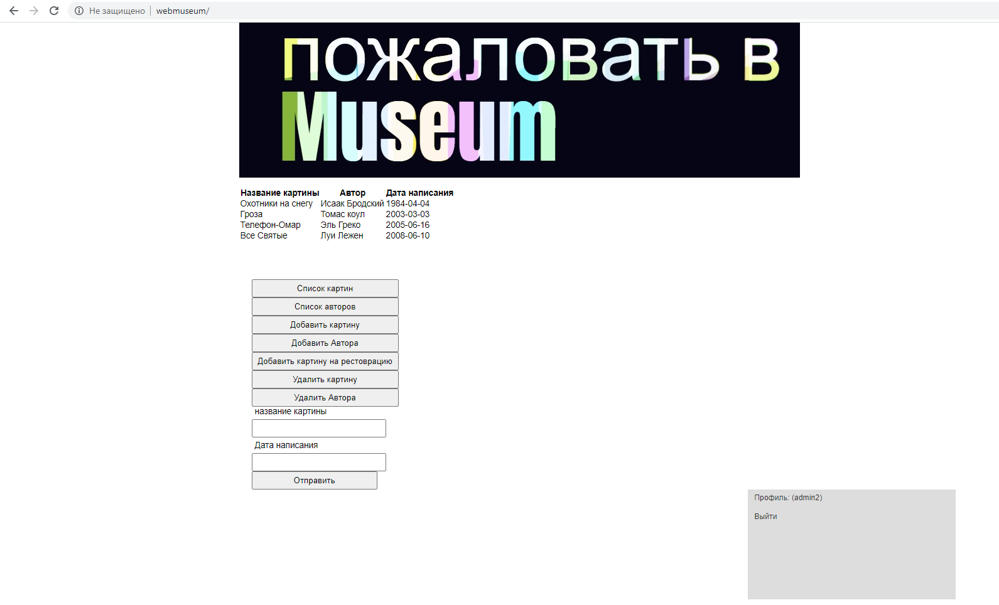 Не защищено webmuseum/
пожаловать в
Museum
Название картины Автор Дата написания
Охотники на снегу Исаак Бродский 1984-04-04
Гроза Томас коул 2003-03-03
Телефон-Омар Эль Греко 2005-06-16
Все Святые Луи Лежен 2008-06-10
Список картин
Список авторов
Добавить картину
Добавить Автора
Добавить картину на рестоврацию
Удалить картину
Удалить Автора
название картины
Дата написания
Отправить
Профиль: (admin2)
Выйти